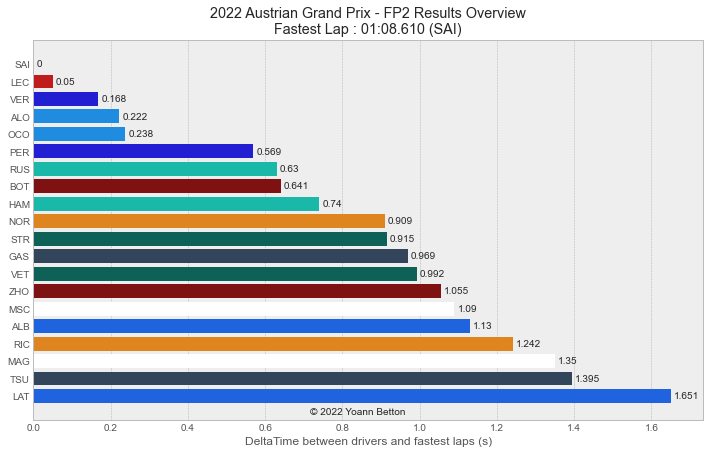 2022 Austrian Grand Prix - FP2 Results Overview
Fastest Lap : 01:08.610 (SAI)
SAI 0
LEC 0.05
VER 0.168
ALO 0.222
OCO 0.238
PER 0.569
RUS 0.63
BOT 0.641
HAM 0.74
NOR 0.909
STR 0.915
GAS 0.969
VET 0.992
ZHO 1.055
MSC 1.09
ALB 1.13
RIC 1.242
MAG 1.35
TSU 1.395
LAT 1.651
© 2022 Yoann Betton
0.0 0.2 0.4 0.6 0.8 1.0 1.2 1.4 1.6
DeltaTime between drivers and fastest laps (s)